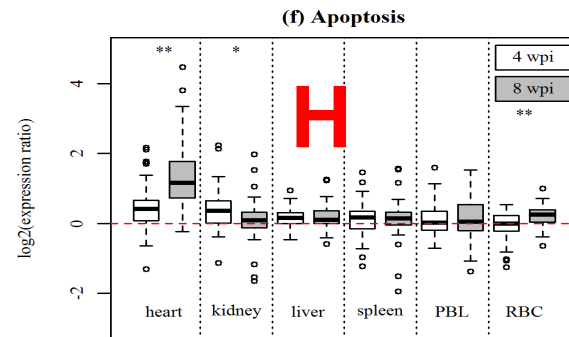 (f) Apoptosis
** * H 4 wpi
8 wpi
**
log2(expression ratio)
4
2
0
-2
heart kidney liver spleen PBL RBC